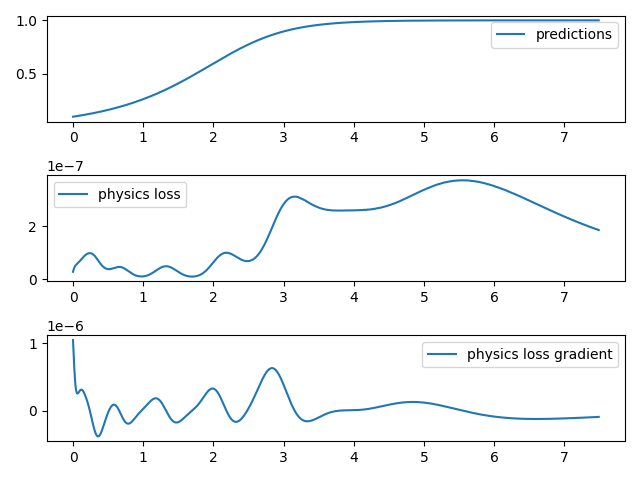 1.0
0.5
predictions
0 1 2 3 4 5 6 7
1e−7
2
0
physics loss
0 1 2 3 4 5 6 7
1e−6
1
0
physics loss gradient
0 1 2 3 4 5 6 7